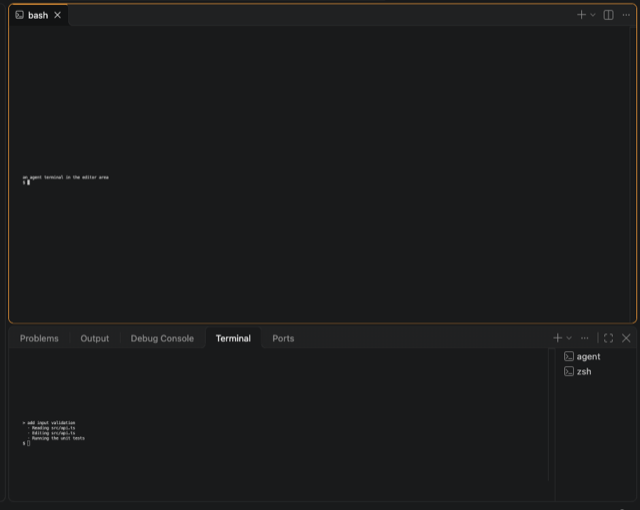 bash
an agent terminal in the editor area
$
Problems Output Debug Console Terminal Ports
agent
zsh
> add input validation
- Reading src/api.ts
- Editing src/api.ts
- Running the unit tests
$